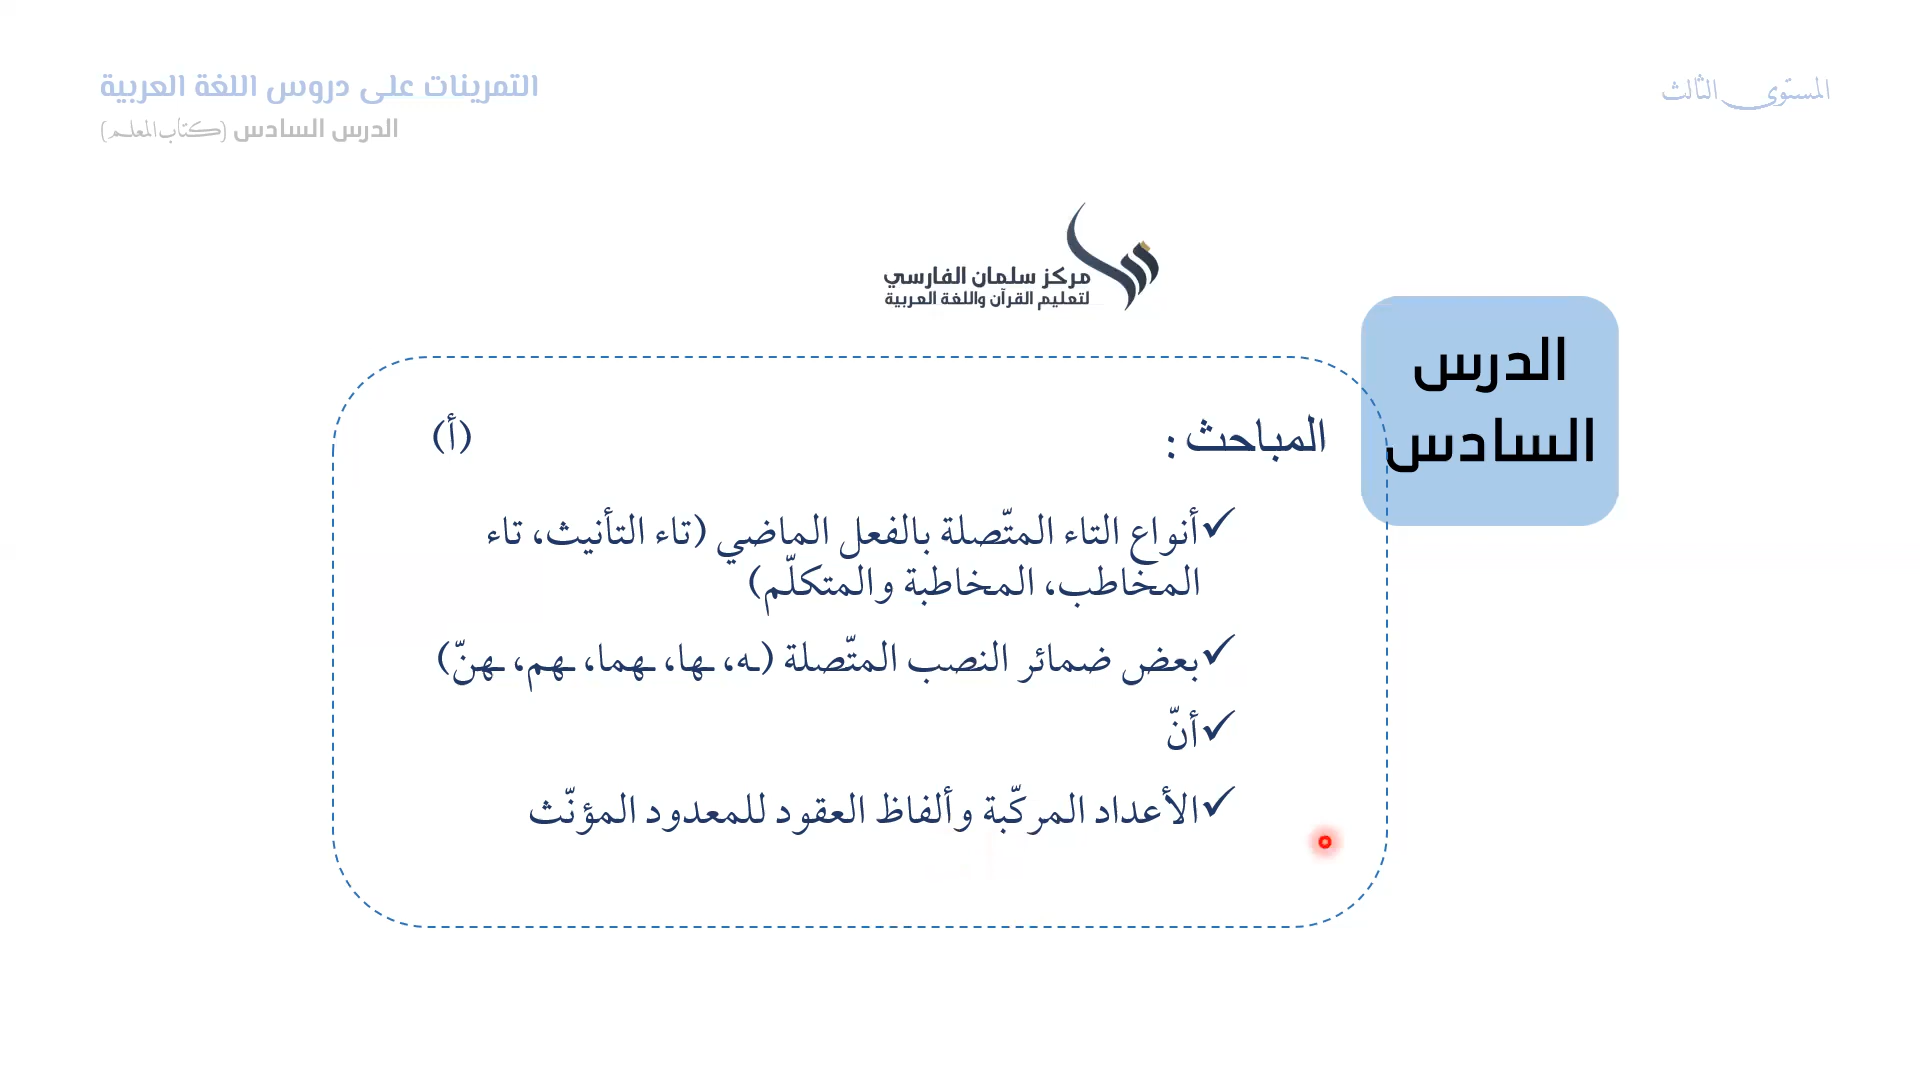 المستوى الثالث
التمرينات على دروس اللغة العربية
الدرس السادس (كتاب المعلم)
مركز سلمان الفارسي
لتعليم القرآن واللغة العربية
الدرس
السادس
المباحث :
(أ)
✓أنواع التاء المتّصلة بالفعل الماضي (تاء التأنيث، تاء
المخاطب، المخاطبة والمتكلّم)
✓بعض ضمائر النصب المتّصلة (ـه، ـها، ـهما، ـهم، ـهنّ)
✓أنّ
✓الأعداد المركّبة وألفاظ العقود للمعدود المؤنّث